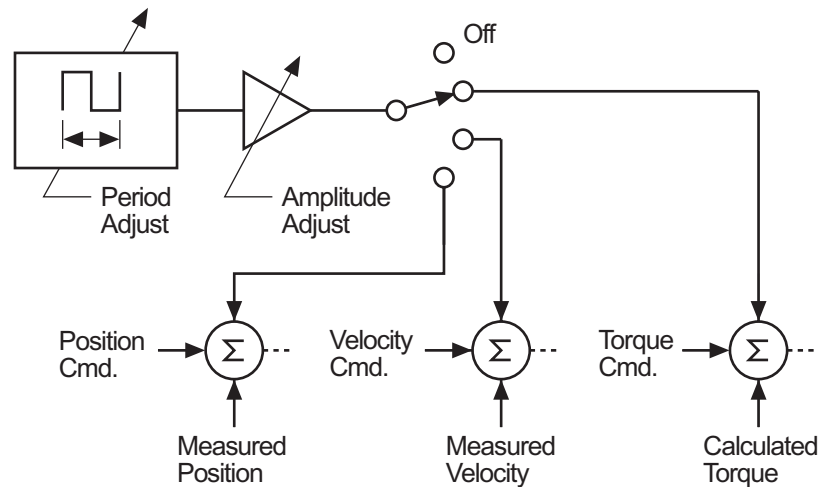 Off
Period
Adjust
Amplitude
Adjust
Position
Cmd.
Σ
Velocity
Cmd.
Σ
Torque
Cmd.
Σ
Measured
Position
Measured
Velocity
Calculated
Torque